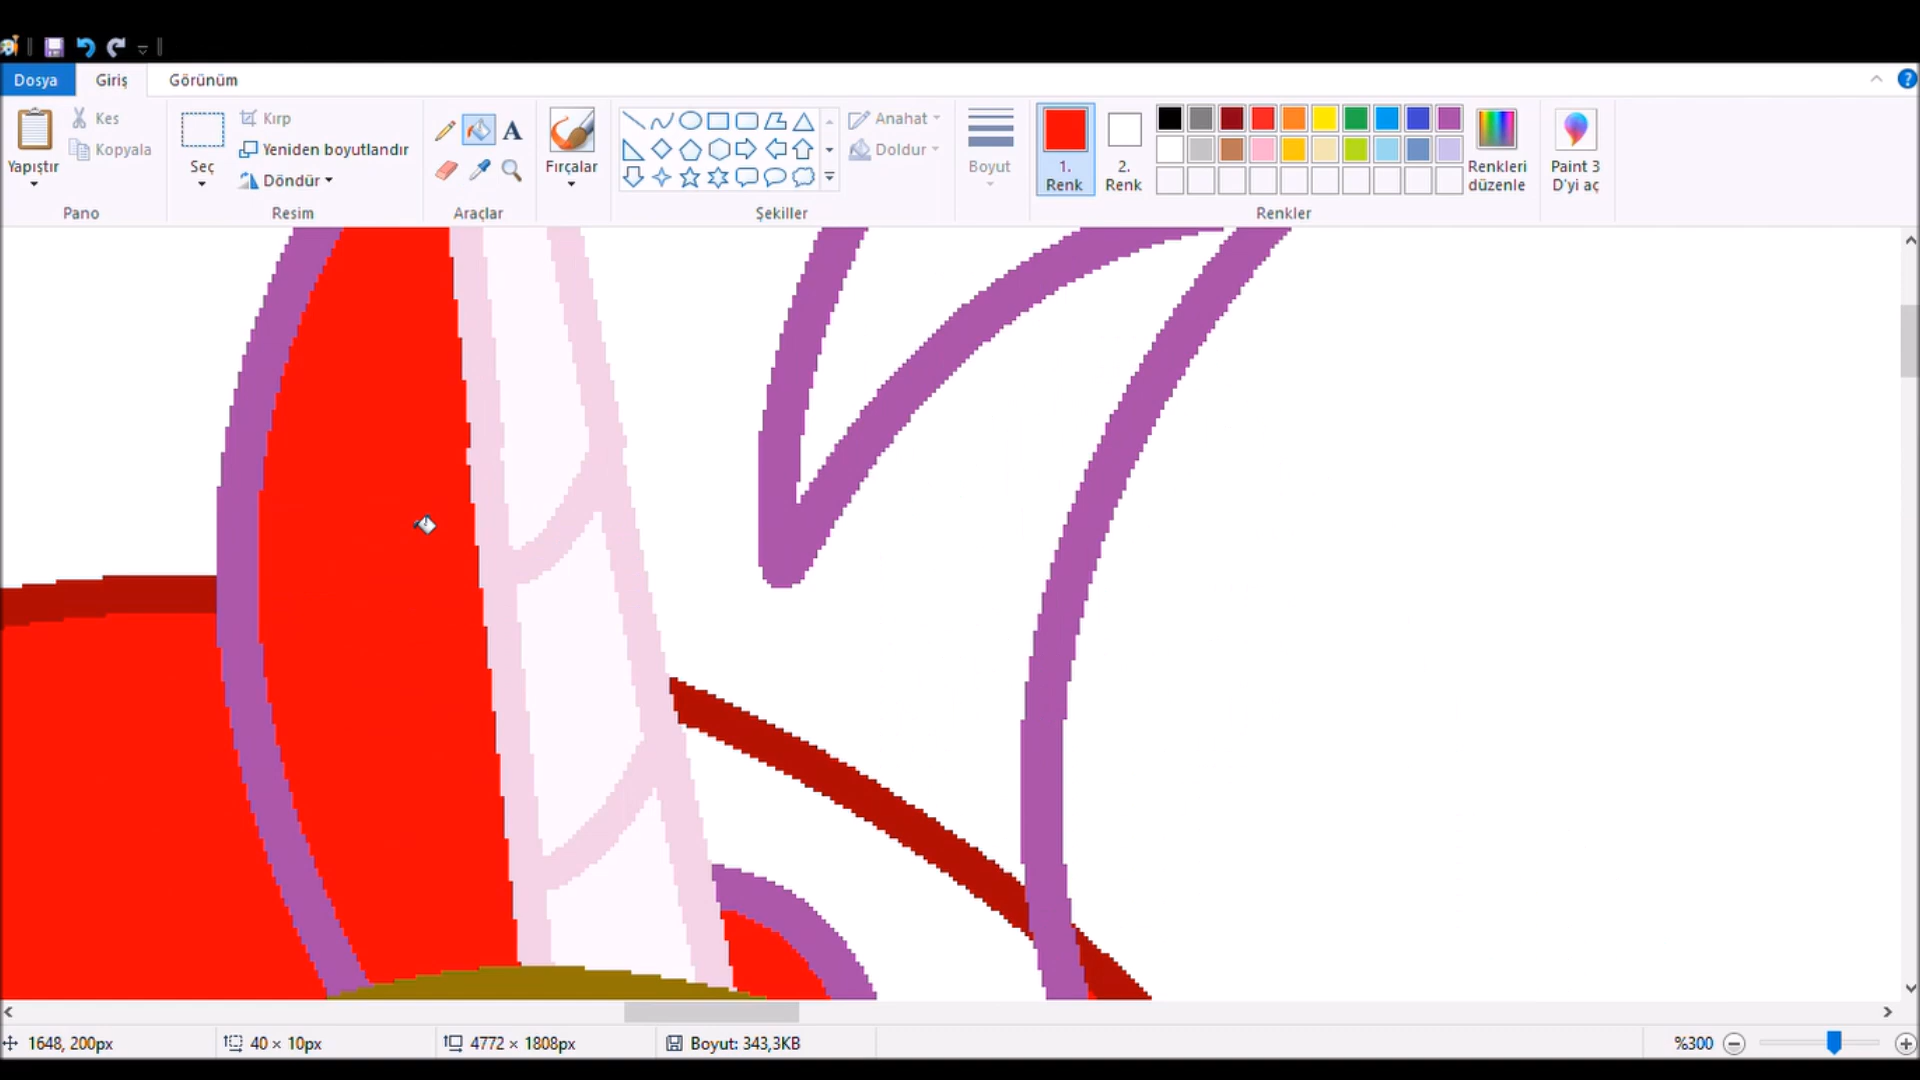 Dosya Giriş Görünüm
Kes Kırp Anahat
Kopyala Yeniden boyutlandır A Doldur
Yapıştır Seç Döndür Fırçalar Boyut 1. Renk 2. Renk Renkleri düzenle Paint 3 D'yi aç
Pano Resim Araçlar Şekiller Renkler
1648, 200px 40 × 10px 4772 × 1808px Boyut: 343,3KB %300